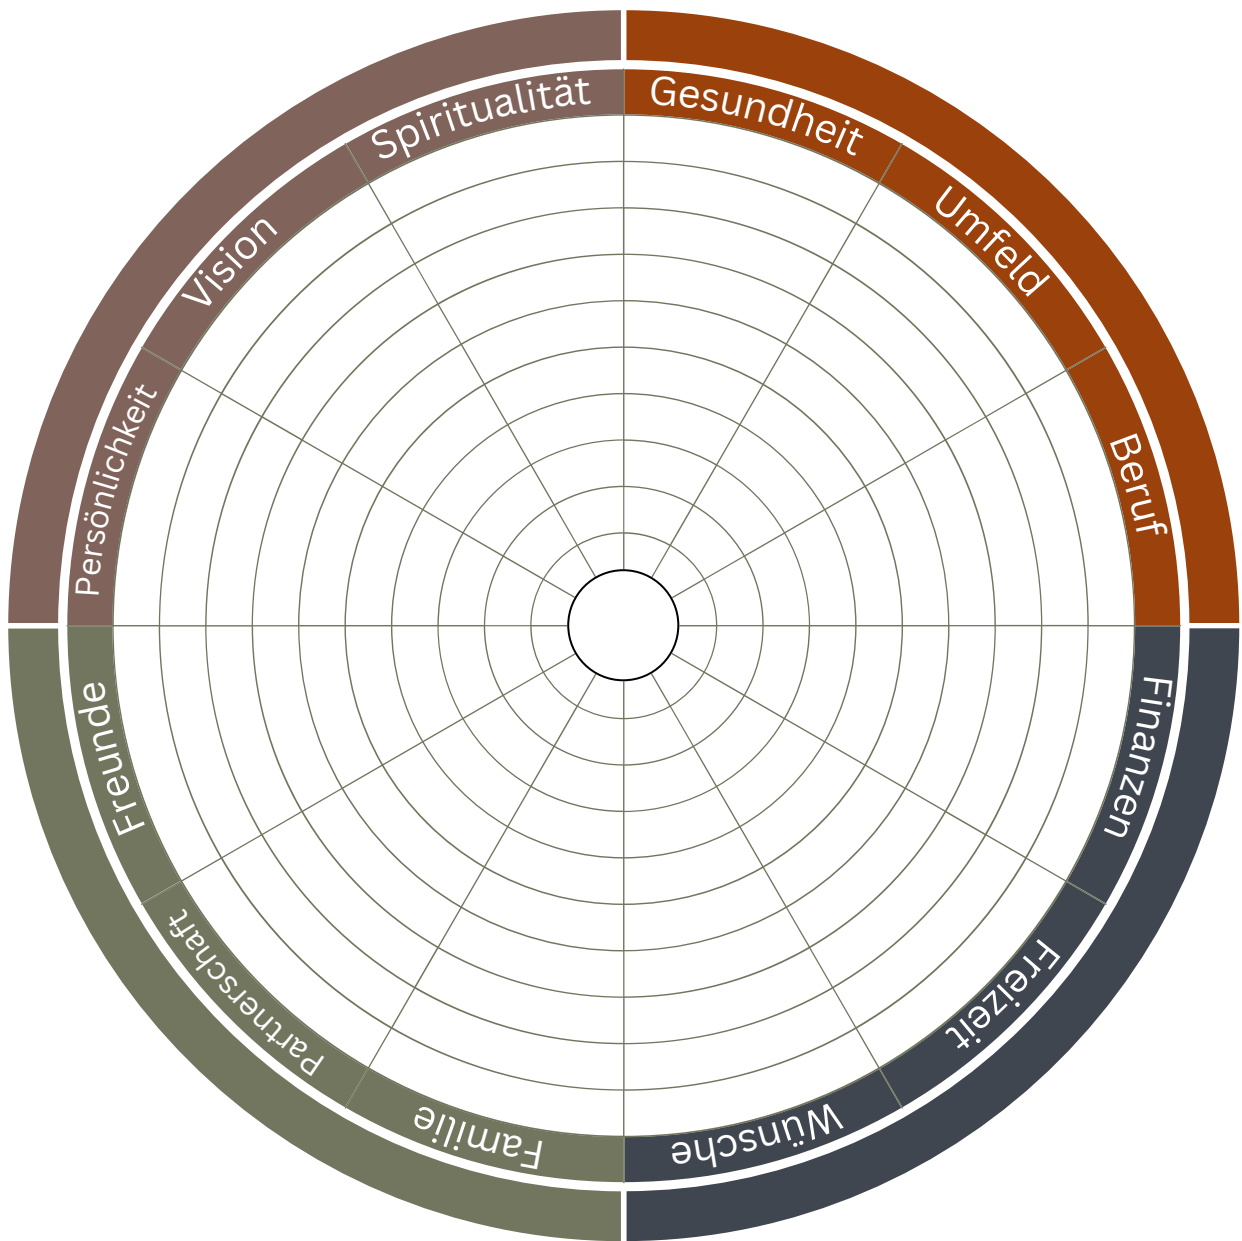 Gesundheit
Umfeld
Beruf
Finanzen
Freizeit
Wünsche
Familie
Partnerschaft
Freunde
Persönlichkeit
Vision
Spiritualität